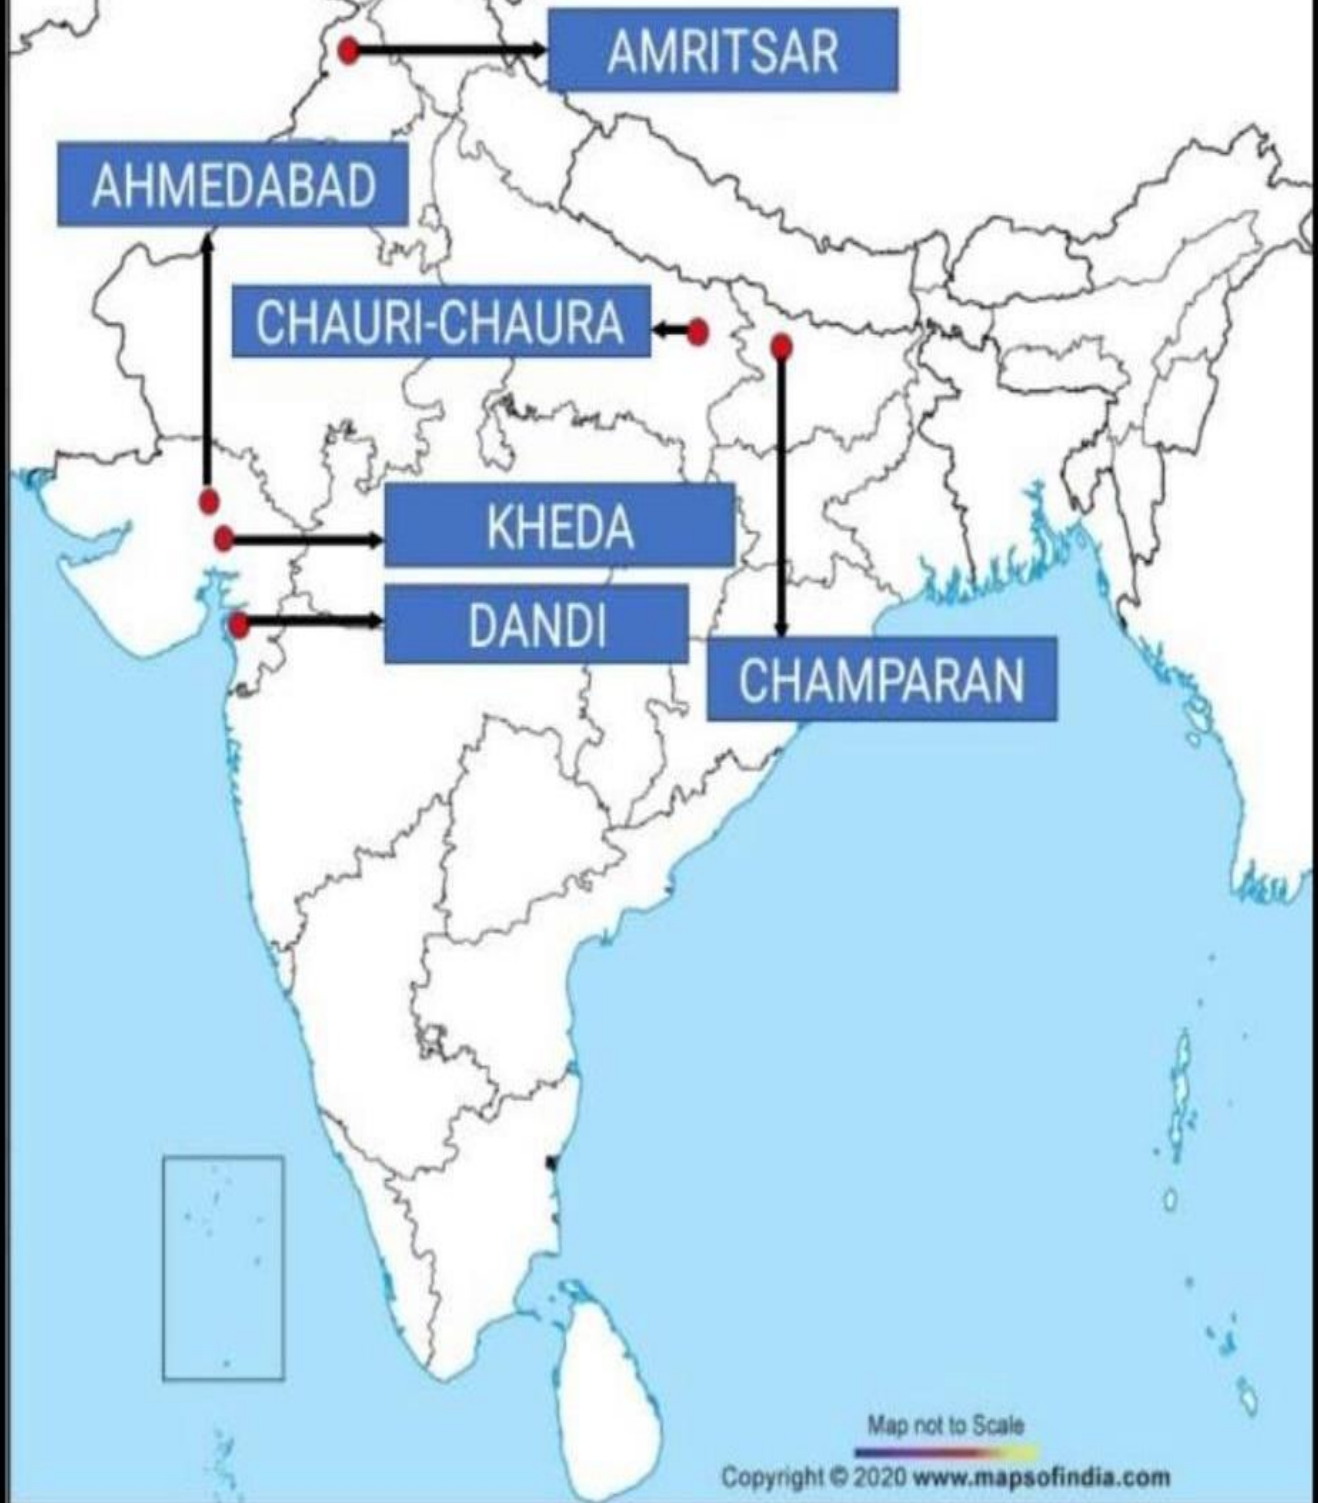 AMRITSAR
AHMEDABAD
CHAURI-CHAURA
KHEDA
DANDI
CHAMPARAN
Map not to Scale
Copyright © 2020 www.mapsofindia.com